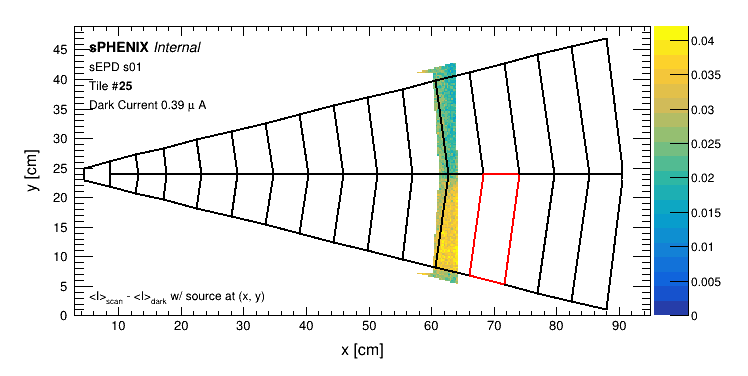 sPHENIX Internal
sEPD s01
Tile #25
Dark Current 0.39 μ A
<I>scan - <I>dark w/ source at (x, y)
y [cm]
45
40
35
30
25
20
15
10
5
0
10 20 30 40 50 60 70 80 90
x [cm]
0.04
0.035
0.03
0.025
0.02
0.015
0.01
0.005
0